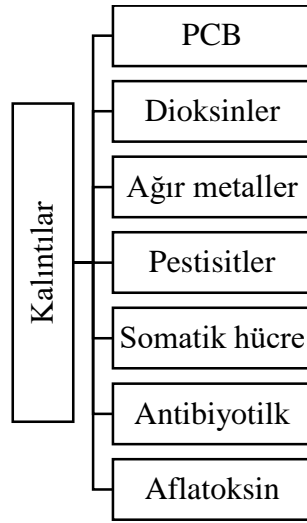 Kalıntılar
PCB
Dioksinler
Ağır metaller
Pestisitler
Somatik hücre
Antibiyotilk
Aflatoksin